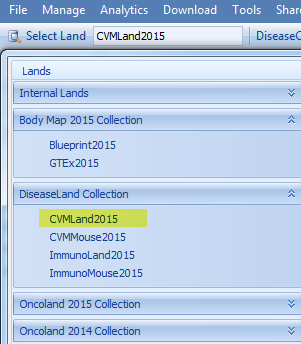 File Manage Analytics Download Tools Shar
Select Land CVMLand2015 DiseaseC
Lands
Internal Lands
Body Map 2015 Collection
Blueprint2015
GTEx2015
DiseaseLand Collection
CVMLand2015
CVMMouse2015
ImmunoLand2015
ImmunoMouse2015
Oncoland 2015 Collection
Oncoland 2014 Collection